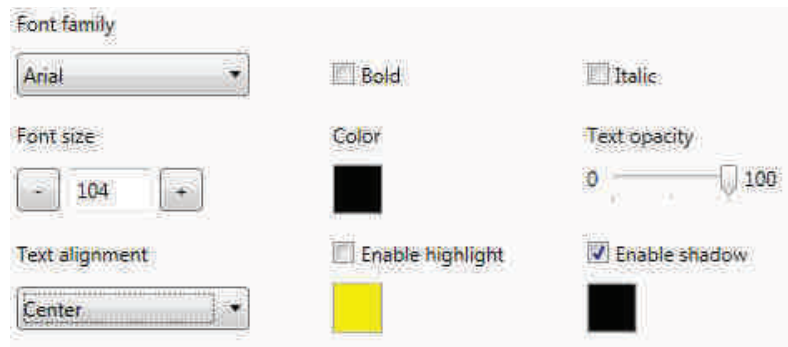 Font family
Arial
Bold
Italic
Font size
Color
Text opacity
- 104 +
0 100
Text alignment
Enable highlight
Enable shadow
Center